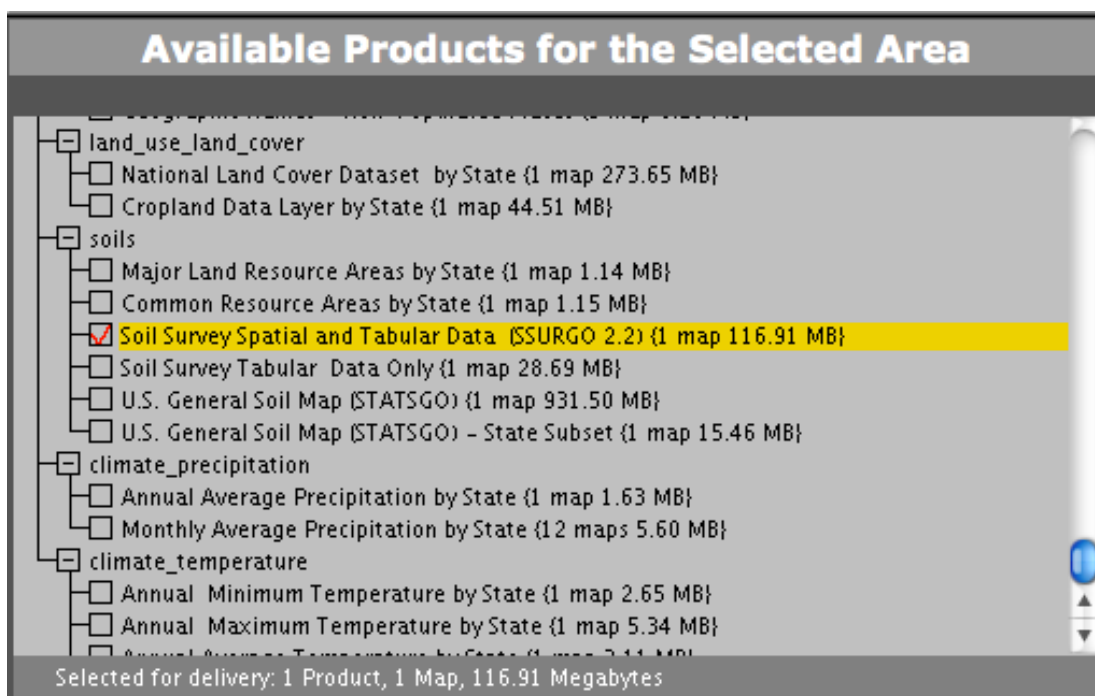 Available Products for the Selected Area
land_use_land_cover
National Land Cover Dataset  by State {1 map 273.65 MB}
Cropland Data Layer by State {1 map 44.51 MB}
soils
Major Land Resource Areas by State {1 map 1.14 MB}
Common Resource Areas by State {1 map 1.15 MB}
Soil Survey Spatial and Tabular Data  (SSURGO 2.2) {1 map 116.91 MB}
Soil Survey Tabular  Data Only {1 map 28.69 MB}
U.S. General Soil Map (STATSGO) {1 map 931.50 MB}
U.S. General Soil Map (STATSGO) – State Subset {1 map 15.46 MB}
climate_precipitation
Annual Average Precipitation by State {1 map 1.63 MB}
Monthly Average Precipitation by State {12 maps 5.60 MB}
climate_temperature
Annual  Minimum Temperature by State {1 map 2.65 MB}
Annual  Maximum Temperature by State {1 map 5.34 MB}
Selected for delivery: 1 Product, 1 Map, 116.91 Megabytes